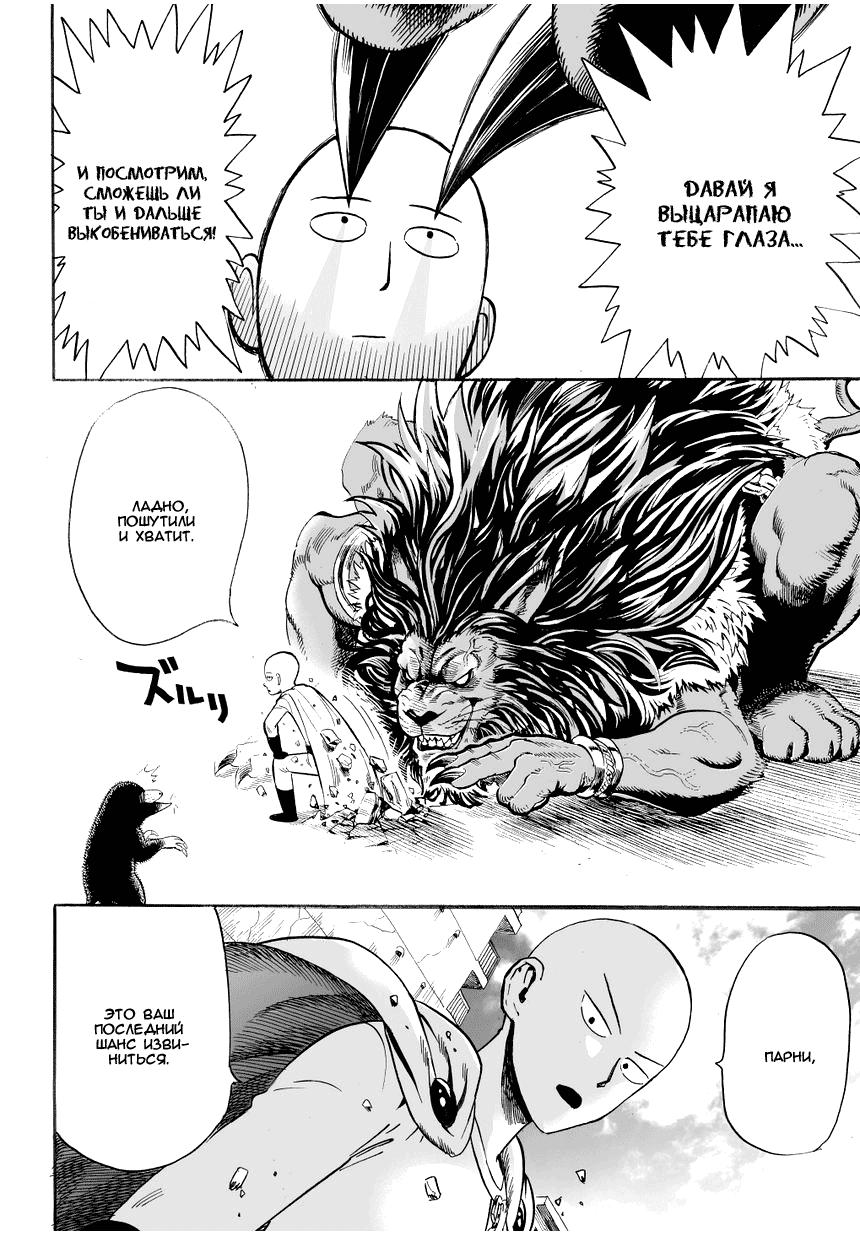 ДАВАЙ Я
ВЫЦАРАПАЮ
ТЕБЕ ГЛАЗА...
И ПОСМОТРИМ,
СМОЖЕШЬ ЛИ
ТЫ И ДАЛЬШЕ
ВЫКОБЕНИВАТЬСЯ!
ЛАДНО,
ПОШУТИЛИ
И ХВАТИТ.
ズルリ
ПАРНИ,
ЭТО ВАШ
ПОСЛЕДНИЙ
ШАНС ИЗВИ-
НИТЬСЯ.